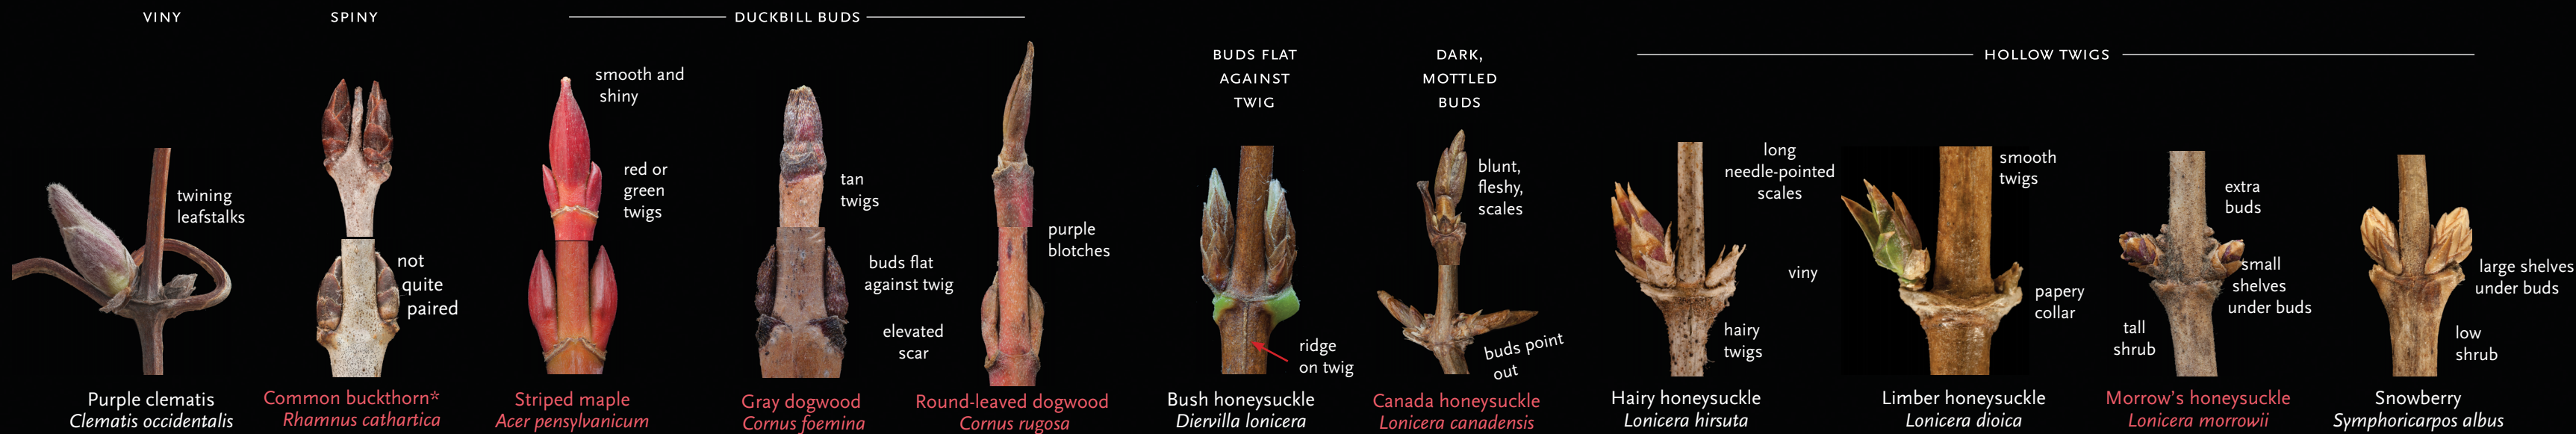 VINY
SPINY
DUCKBILL BUDS
BUDS FLAT
AGAINST
TWIG
DARK,
MOTTLED
BUDS
HOLLOW TWIGS
twining
leafstalks
not
quite
paired
smooth and
shiny
red or
green
twigs
tan
twigs
buds flat
against twig
elevated
scar
purple
blotches
ridge
on twig
blunt,
fleshy,
scales
buds point
out
long
needle-pointed
scales
viny
hairy
twigs
smooth
twigs
papery
collar
extra
buds
small
shelves
under buds
tall
shrub
large shelves
under buds
low
shrub
Purple clematis
Clematis occidentalis
Common buckthorn*
Rhamnus cathartica
Striped maple
Acer pensylvanicum
Gray dogwood
Cornus foemina
Round-leaved dogwood
Cornus rugosa
Bush honeysuckle
Diervilla lonicera
Canada honeysuckle
Lonicera canadensis
Hairy honeysuckle
Lonicera hirsuta
Limber honeysuckle
Lonicera dioica
Morrow's honeysuckle
Lonicera morrowii
Snowberry
Symphoricarpos albus